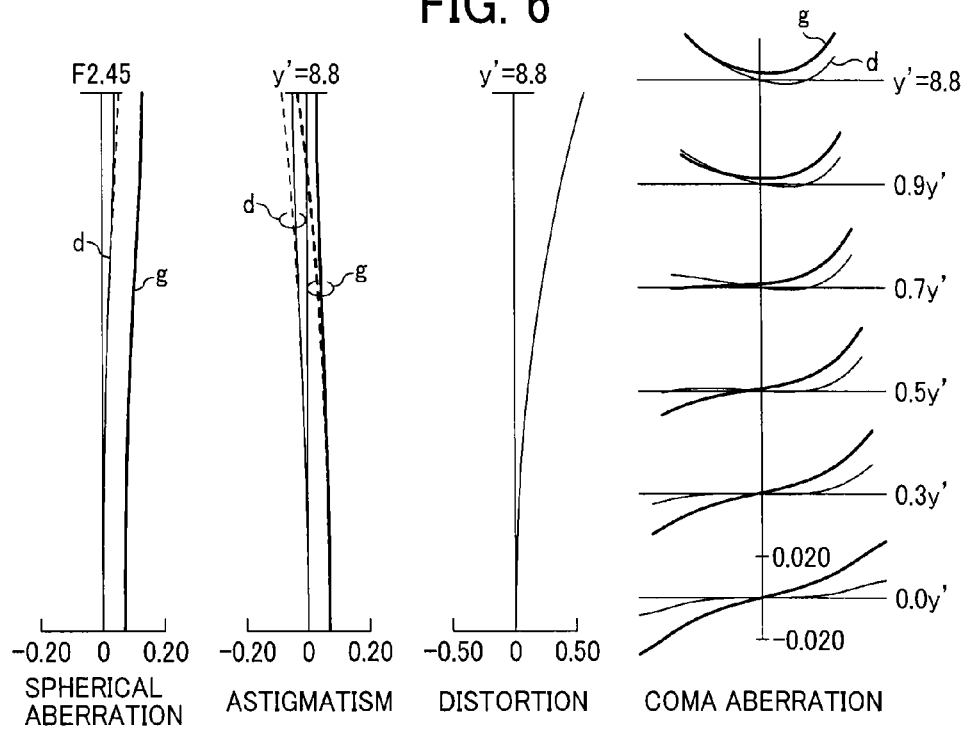 FIG. 6
F2.45
d
g
-0.20 0 0.20
SPHERICAL
ABERRATION
y'=8.8
d
g
-0.20 0 0.20
ASTIGMATISM
y'=8.8
-0.50 0 0.50
DISTORTION
g
d
y'=8.8
0.9y'
0.7y'
0.5y'
0.3y'
0.020
0.0y'
-0.020
COMA ABERRATION